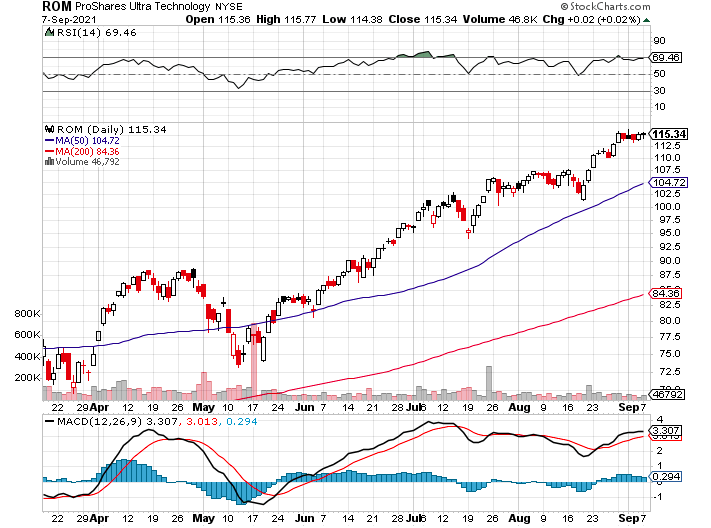 ROM ProShares Ultra Technology NYSE © StockCharts.com
7-Sep-2021 Open 115.36 High 115.77 Low 114.38 Close 115.34 Volume 46.8K Chg +0.02 (+0.02%)
RSI(14) 69.46
90
69.46
50
30
10
ROM (Daily) 115.34
MA(50) 104.72
MA(200) 84.36
Volume 46,792
115.34
112.5
110.0
107.5
104.72
102.5
100.0
97.5
95.0
92.5
90.0
87.5
84.36
82.5
80.0
77.5
75.0
72.5
46792
800K
600K
400K
200K
22 29 Apr 12 19 26 May 10 17 24 Jun 14 21 28 Jul 6 12 19 26 Aug 9 16 23 Sep 7
MACD(12,26,9) 3.307, 3.013, 0.294
4
3.307
2
1
0.294
-1
22 29 Apr 12 19 26 May 10 17 24 Jun 14 21 28 Jul 6 12 19 26 Aug 9 16 23 Sep 7